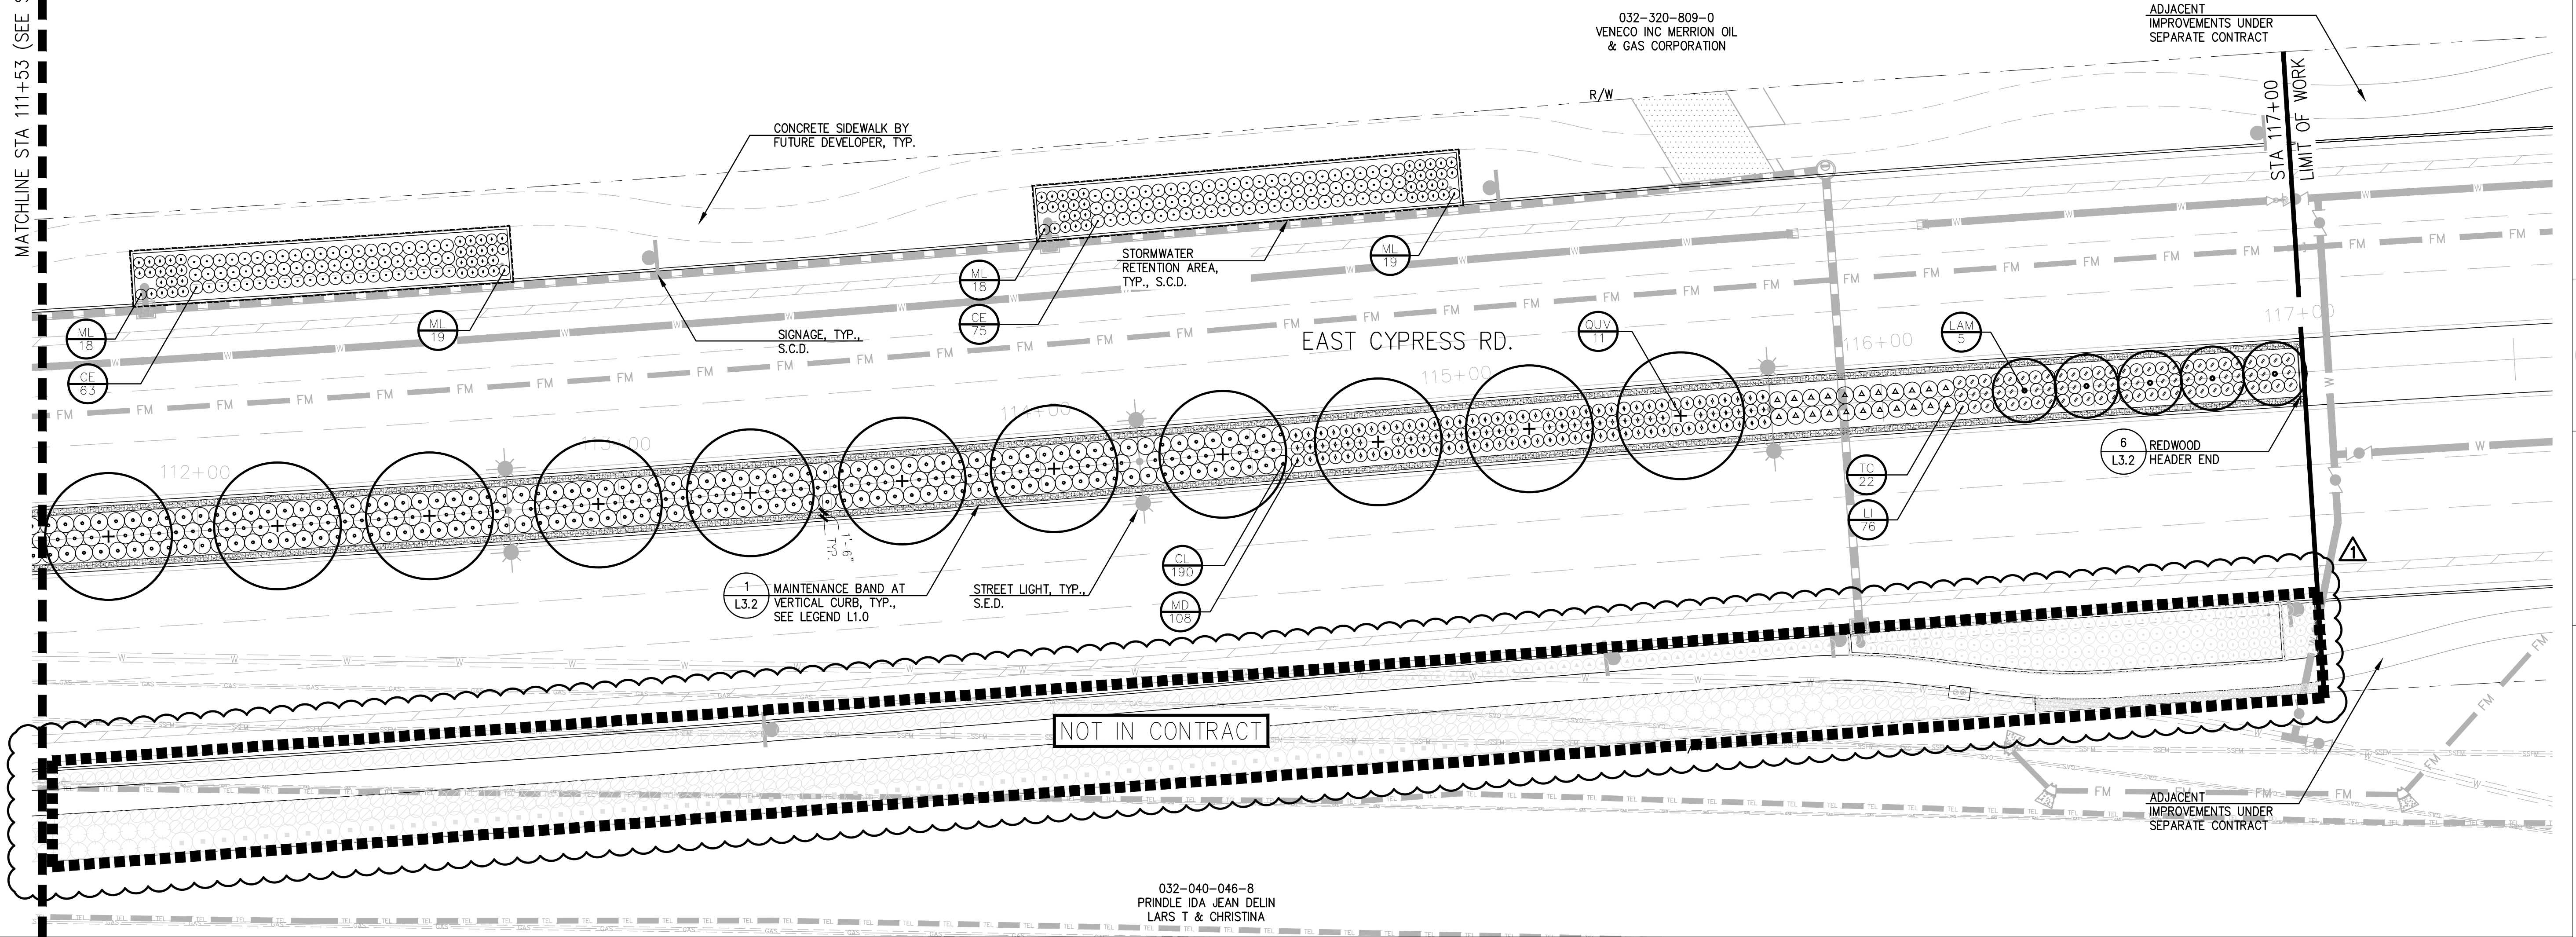 MATCHLINE STA 111+53 (SEE
032-320-809-0
VENECO INC MERRION OIL
& GAS CORPORATION
ADJACENT
IMPROVEMENTS UNDER
SEPARATE CONTRACT
R/W
CONCRETE SIDEWALK BY
FUTURE DEVELOPER, TYP.
STA 117+00
LIMIT OF WORK
STORMWATER
RETENTION AREA,
TYP., S.C.D.
SIGNAGE, TYP.,
S.C.D.
ML
18
CE
63
ML
19
ML
18
CE
75
ML
19
EAST CYPRESS RD.
QUV
11
LAM
5
112+00
113+00
114+00
115+00
116+00
117+00
W
FM
6
L3.2
REDWOOD
HEADER END
TC
22
LI
76
1'-6"
TYP.
1
L3.2
MAINTENANCE BAND AT
VERTICAL CURB, TYP.,
SEE LEGEND L1.0
STREET LIGHT, TYP.,
S.E.D.
CL
190
MD
108
1
NOT IN CONTRACT
GAS
SSFM
TEL
ADJACENT
IMPROVEMENTS UNDER
SEPARATE CONTRACT
032-040-046-8
PRINDLE IDA JEAN DELIN
LARS T & CHRISTINA